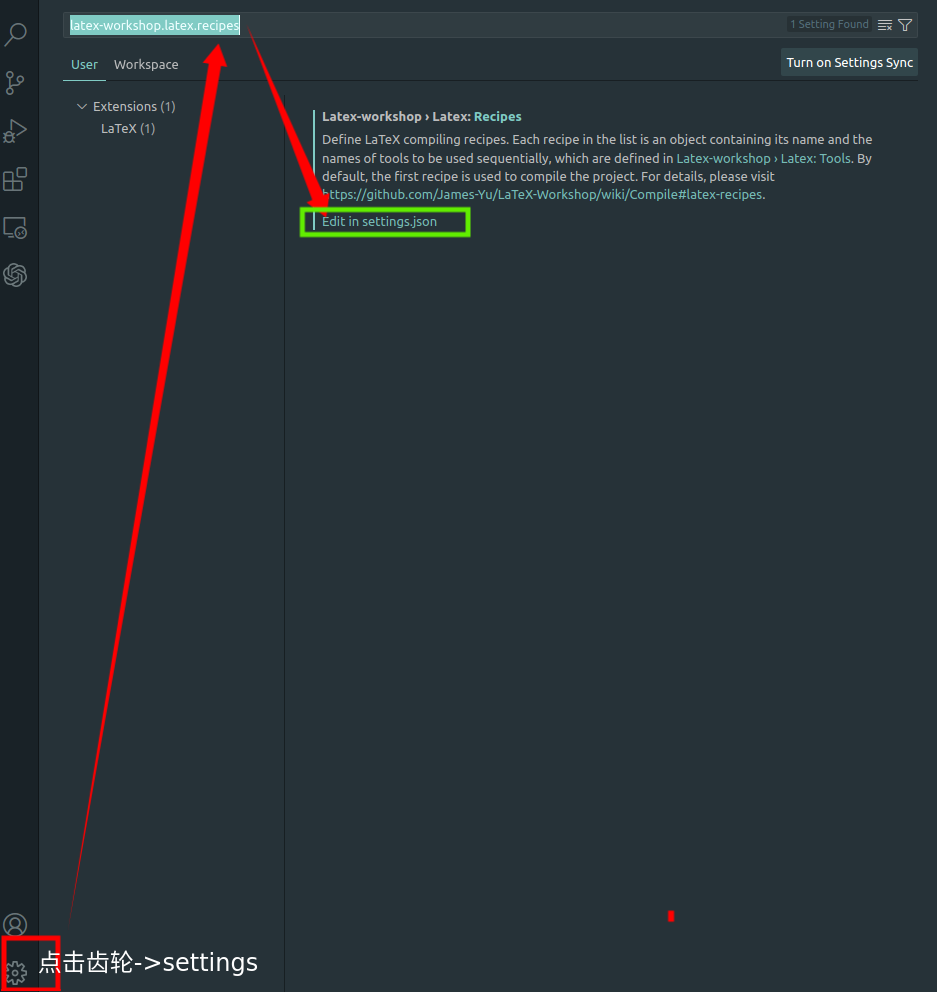 latex-workshop.latex.recipes
1 Setting Found
User
Workspace
Turn on Settings Sync
Extensions (1)
LaTeX (1)
Latex-workshop › Latex: Recipes
Define LaTeX compiling recipes. Each recipe in the list is an object containing its name and the
names of tools to be used sequentially, which are defined in Latex-workshop › Latex: Tools. By
default, the first recipe is used to compile the project. For details, please visit
https://github.com/James-Yu/LaTeX-Workshop/wiki/Compile#latex-recipes.
Edit in settings.json
点击齿轮->settings